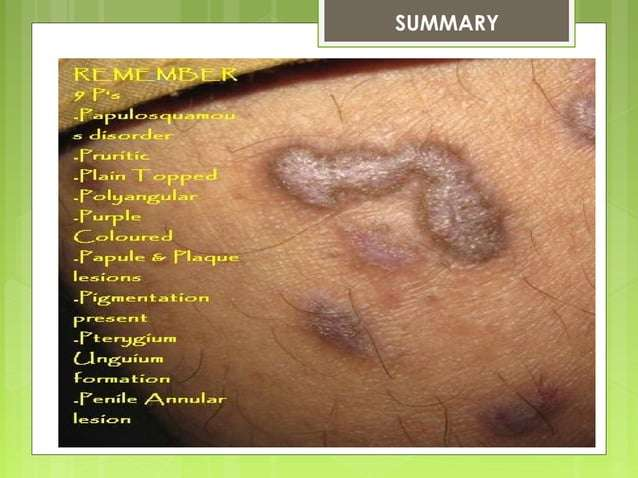 SUMMARY
REMEMBER
9 P's
.Papulosquamou
s disorder
.Pruritic
.Plain Topped
.Polyangular
.Purple
Coloured
.Papule & Plaque
lesions
.Pigmentation
present
.Pterygium
Unguium
formation
.Penile Annular
lesion